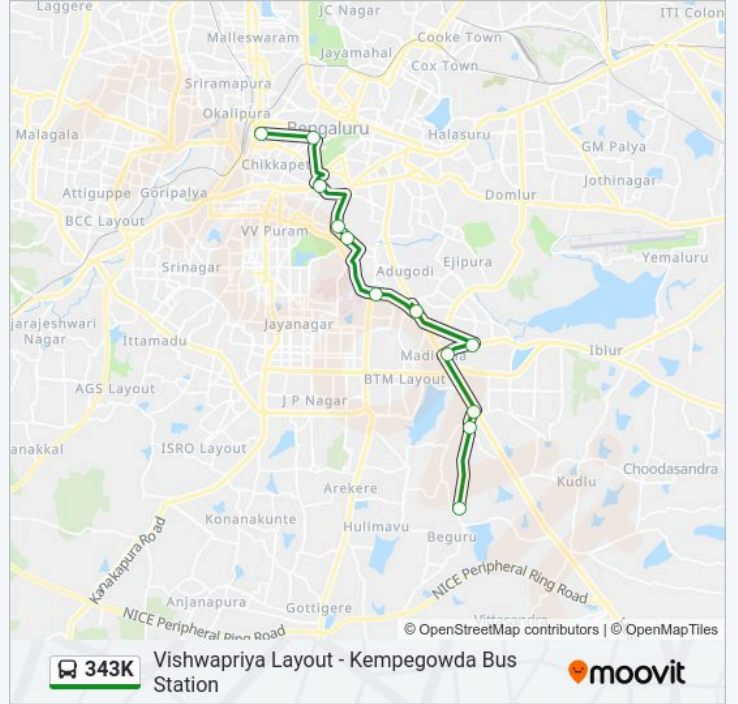 Laggere
JC Nagar
ITI Colon
Malleswaram
Cooke Town
Jayamahal
Cox Town
Sriramapura
Okalipura
Bengaluru
Malagala
Halasuru
GM Palya
Chikkapet
Jothinagar
Attiguppe
Goripalya
Domlur
BCC Layout
VV Puram
Yemaluru
Srinagar
Adugodi
Ejipura
jarajeshwari
Nagar
Jayanagar
Ittamadu
Iblur
BTM Layout
AGS Layout
J P Nagar
anakkal
ISRO Layout
Choodasandra
Arekere
Kudlu
Konanakunte
Hulimavu
Beguru
Kanakapura Road
NICE Peripheral Ring Road
Anjanapura
Gottigere
NICE Peripheral Ring Road
© OpenStreetMap contributors | © OpenMapTiles
343K
Vishwapriya Layout - Kempegowda Bus
Station
moovit